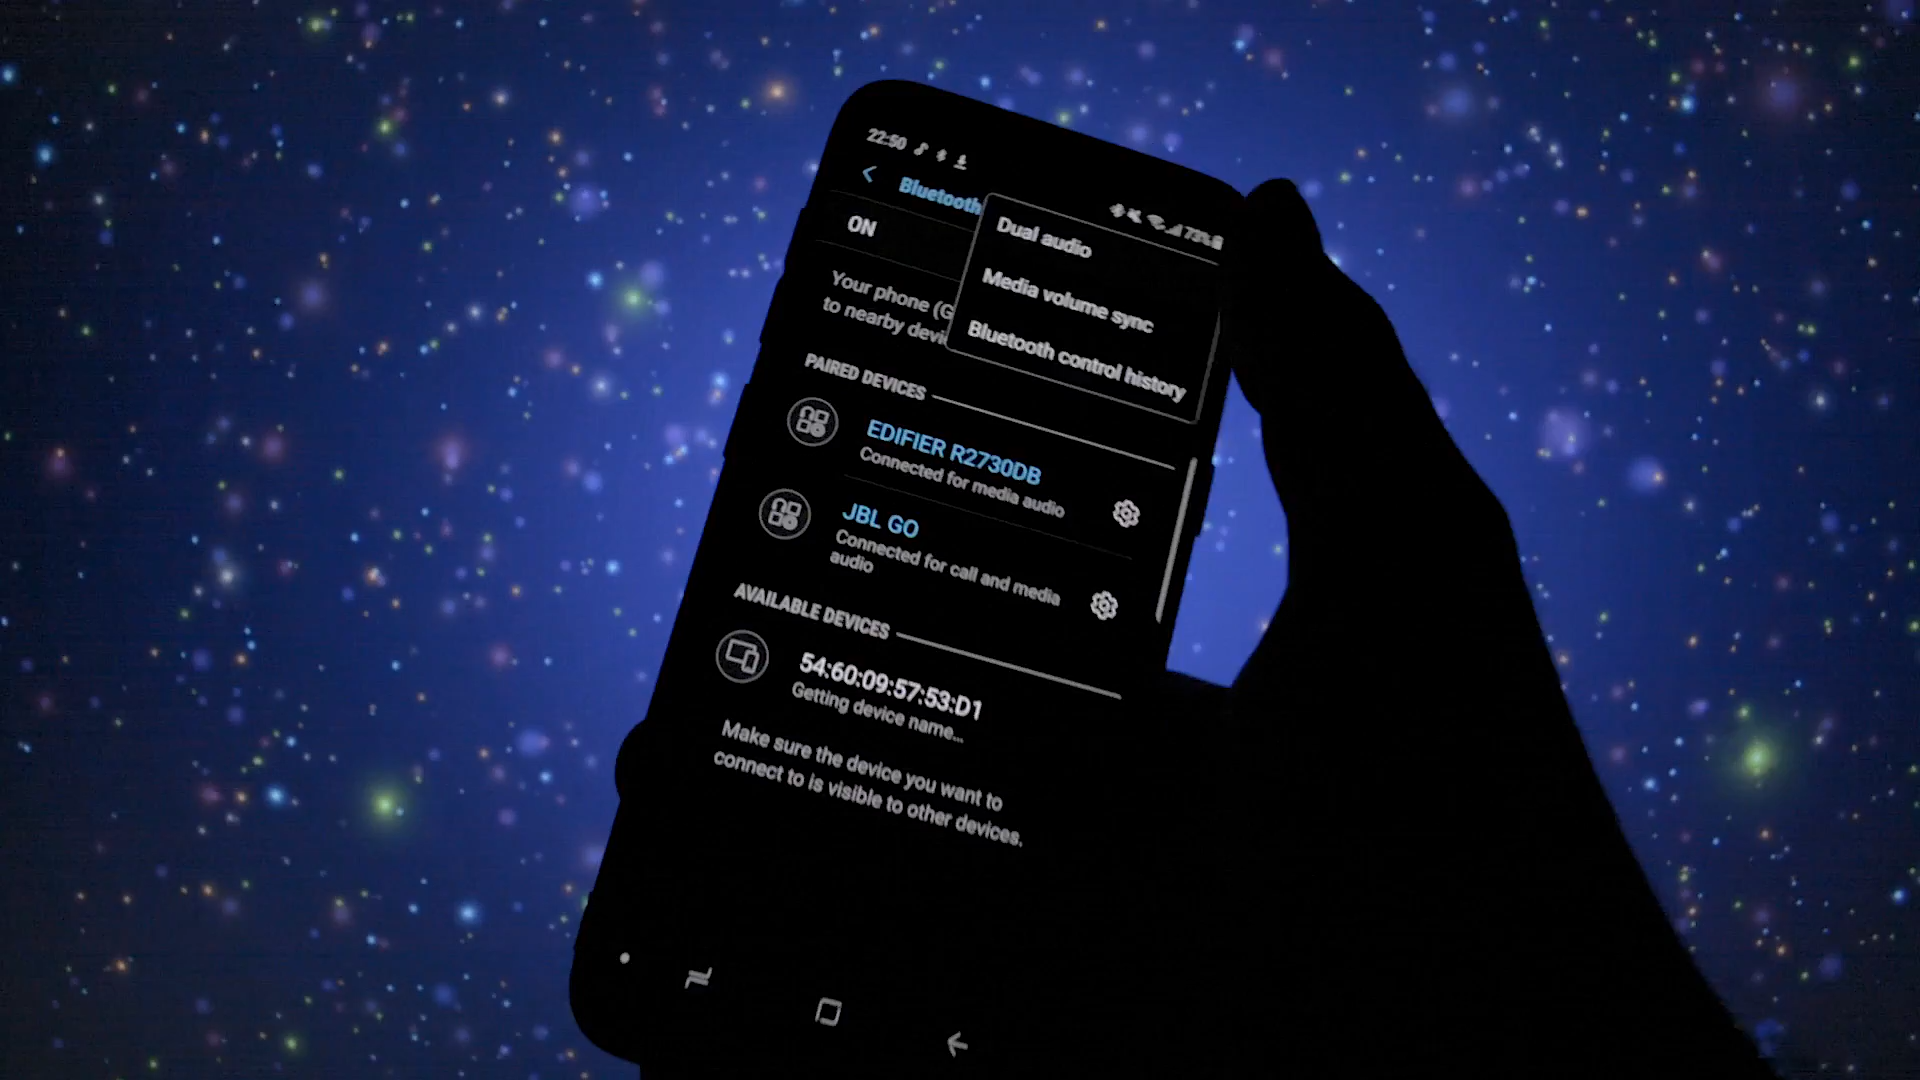 22:50
73%
Bluetooth
Dual audio
Media volume sync
Bluetooth control history
ON
Your phone (G
to nearby devi
PAIRED DEVICES
EDIFIER R2730DB
Connected for media audio
JBL GO
Connected for call and media
audio
AVAILABLE DEVICES
54:60:09:57:53:D1
Getting device name...
Make sure the device you want to
connect to is visible to other devices.